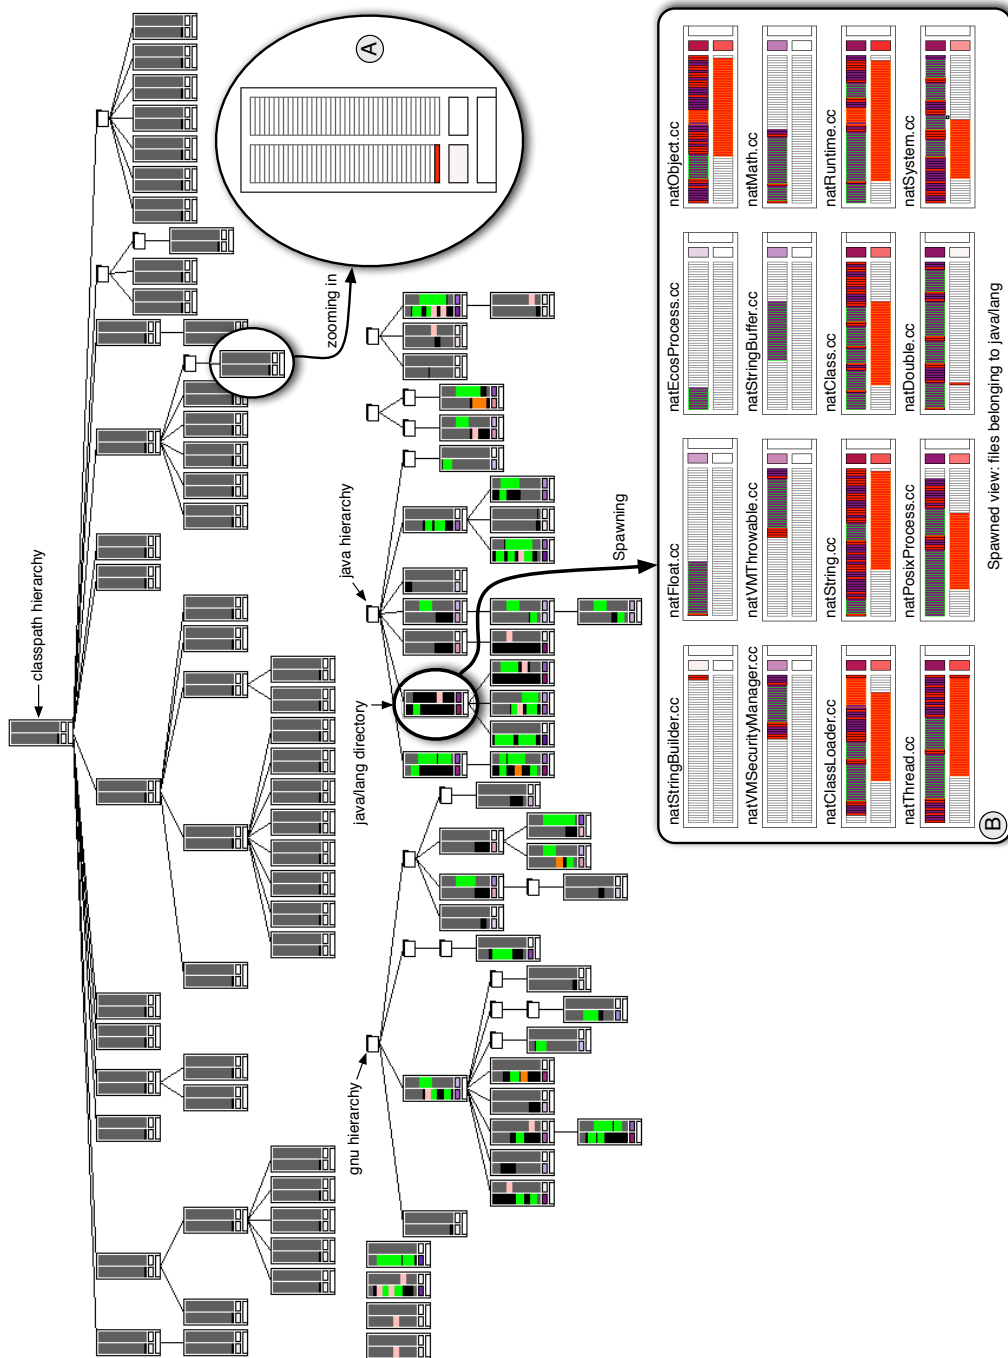 classpath hierarchy
A
zooming in
java hierarchy
java/lang directory
gnu hierarchy
Spawning
natStringBuilder.cc
natFloat.cc
natEcosProcess.cc
natObject.cc
natVMSecurityManager.cc
natVMThrowable.cc
natStringBuffer.cc
natMath.cc
natClassLoader.cc
natString.cc
natClass.cc
natRuntime.cc
natThread.cc
natPosixProcess.cc
natDouble.cc
natSystem.cc
B
Spawned view: files belonging to java/lang